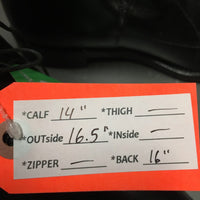 *CALF 14" *THIGH —
*OUTside 16.5" *INside —
*ZIPPER — *BACK 16"